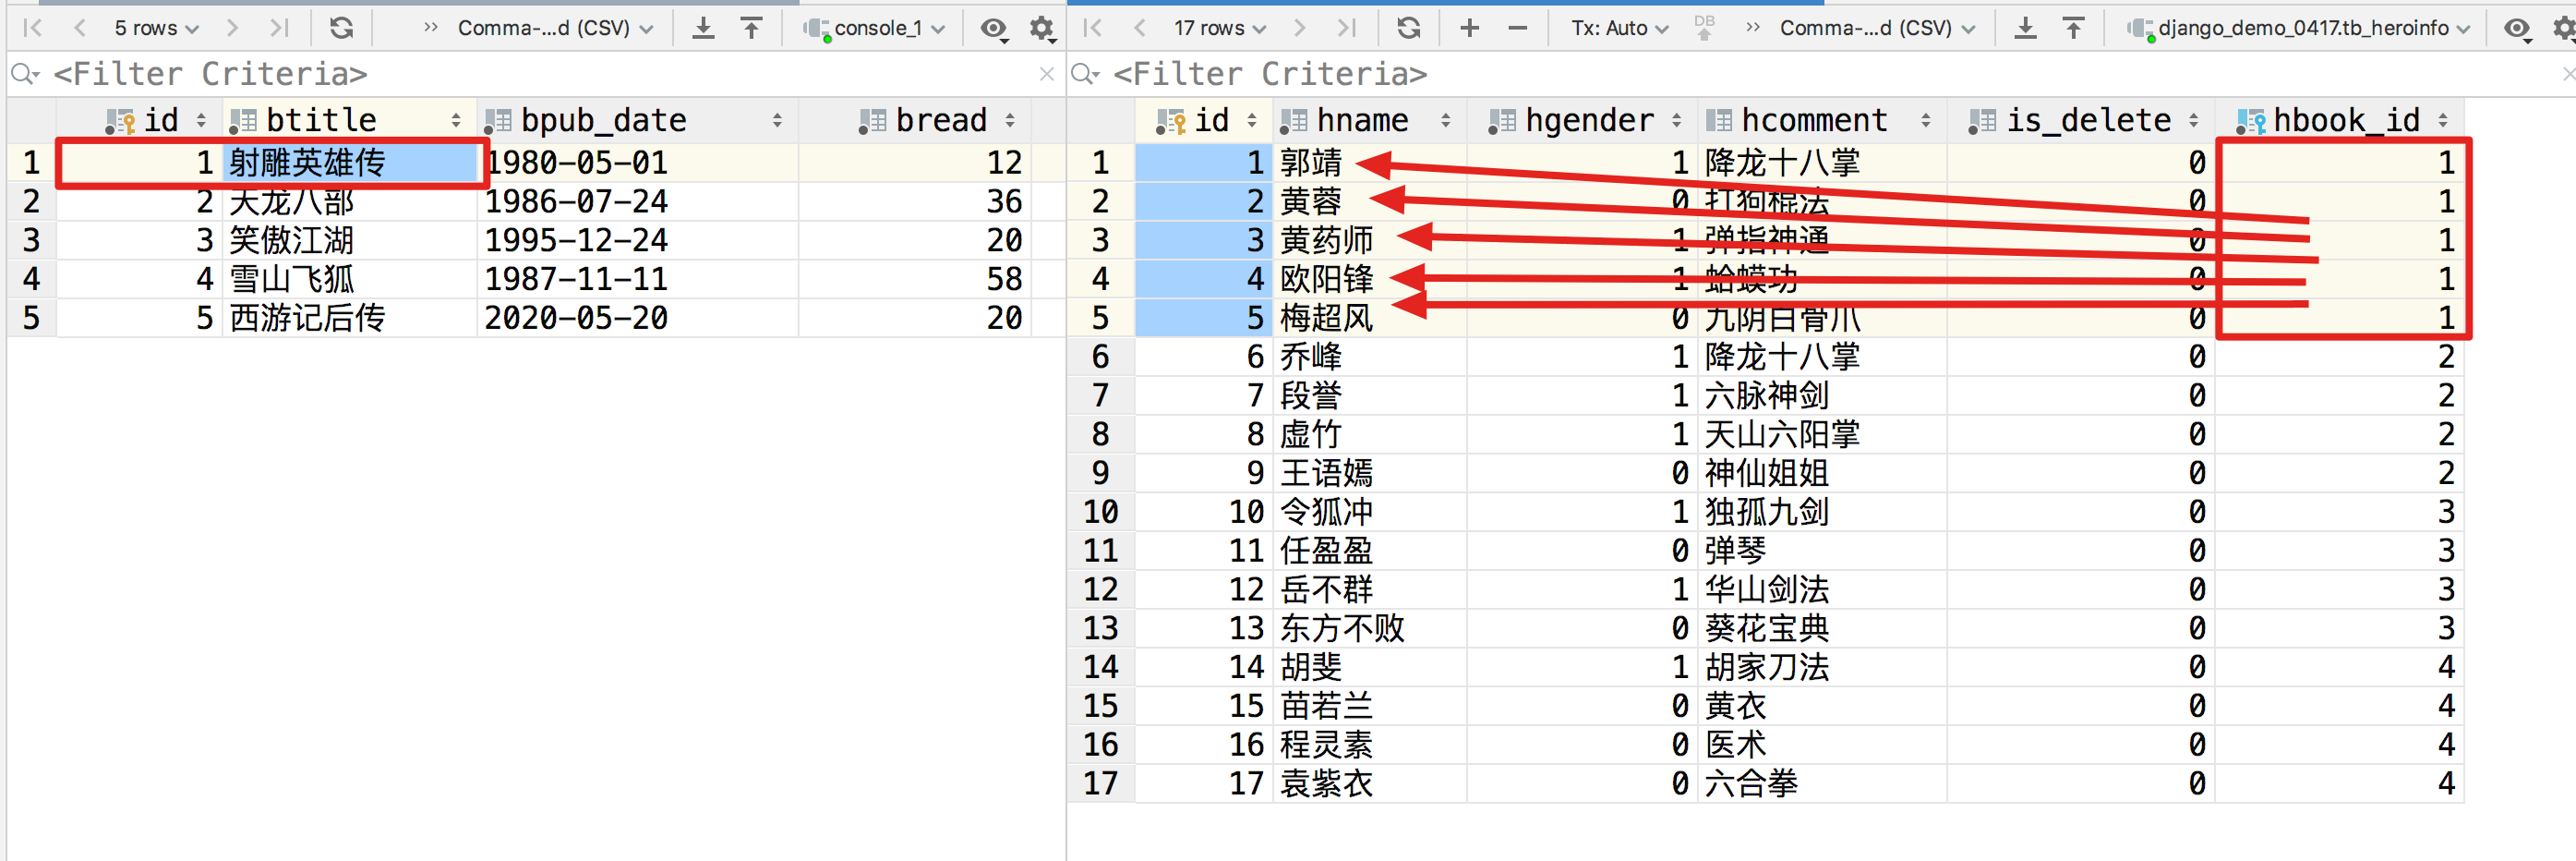 5 rows Comma-...d (CSV) console_1
<Filter Criteria>
id btitle bpub_date bread
1 1 射雕英雄传 1980-05-01 12
2 2 天龙八部 1986-07-24 36
3 3 笑傲江湖 1995-12-24 20
4 4 雪山飞狐 1987-11-11 58
5 5 西游记后传 2020-05-20 20
17 rows Tx: Auto DB Comma-...d (CSV) django_demo_0417.tb_heroinfo
<Filter Criteria>
id hname hgender hcomment is_delete hbook_id
1 1 郭靖 1 降龙十八掌 0 1
2 2 黄蓉 0 打狗棍法 0 1
3 3 黄药师 1 弹指神通 0 1
4 4 欧阳锋 1 蛤蟆功 0 1
5 5 梅超风 0 九阴白骨爪 0 1
6 6 乔峰 1 降龙十八掌 0 2
7 7 段誉 1 六脉神剑 0 2
8 8 虚竹 1 天山六阳掌 0 2
9 9 王语嫣 0 神仙姐姐 0 2
10 10 令狐冲 1 独孤九剑 0 3
11 11 任盈盈 0 弹琴 0 3
12 12 岳不群 1 华山剑法 0 3
13 13 东方不败 0 葵花宝典 0 3
14 14 胡斐 1 胡家刀法 0 4
15 15 苗若兰 0 黄衣 0 4
16 16 程灵素 0 医术 0 4
17 17 袁紫衣 0 六合拳 0 4